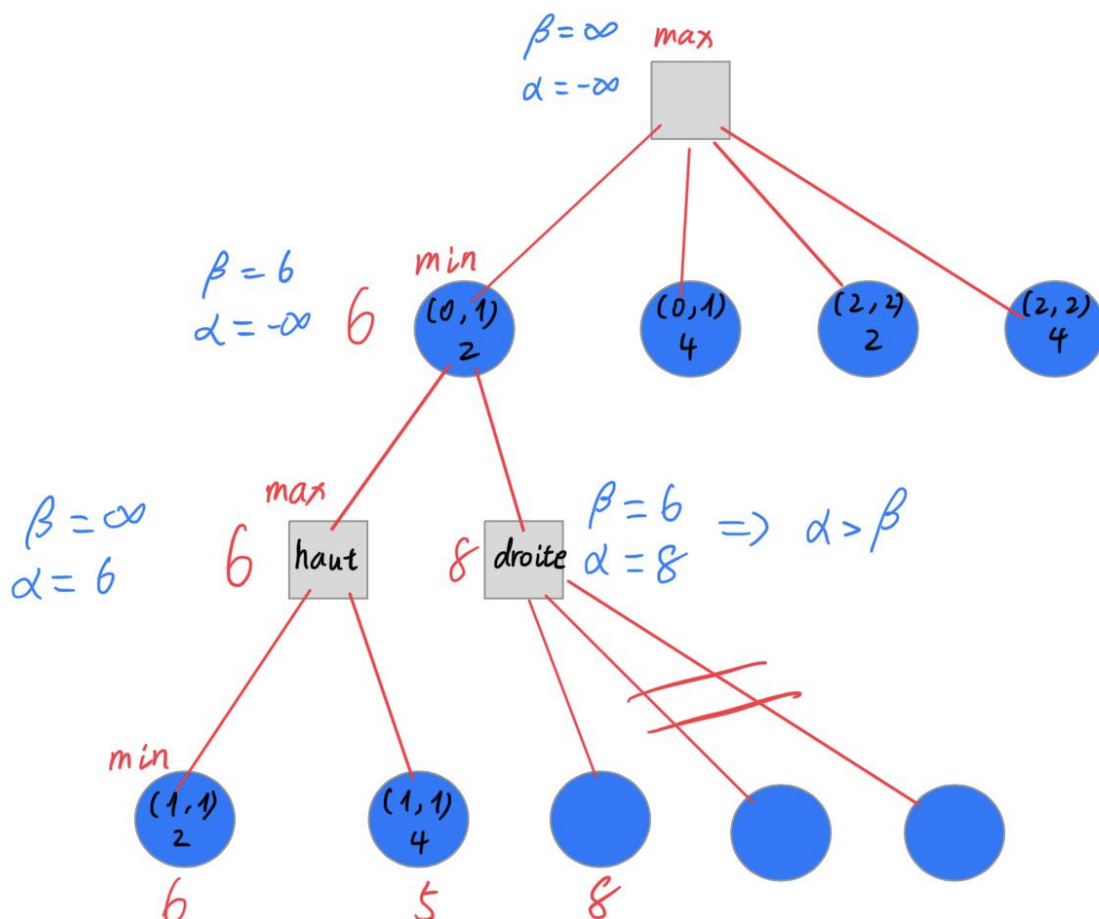 β = ∞
max
α = -∞
min
β = 6
α = -∞
6
(0,1)
2
(0,1)
4
(2,2)
2
(2,2)
4
max
β = ∞
α = 6
6
haut
8
droite
β = 6
α = 8
=> α > β
min
(1,1)
2
(1,1)
4
6
5
8